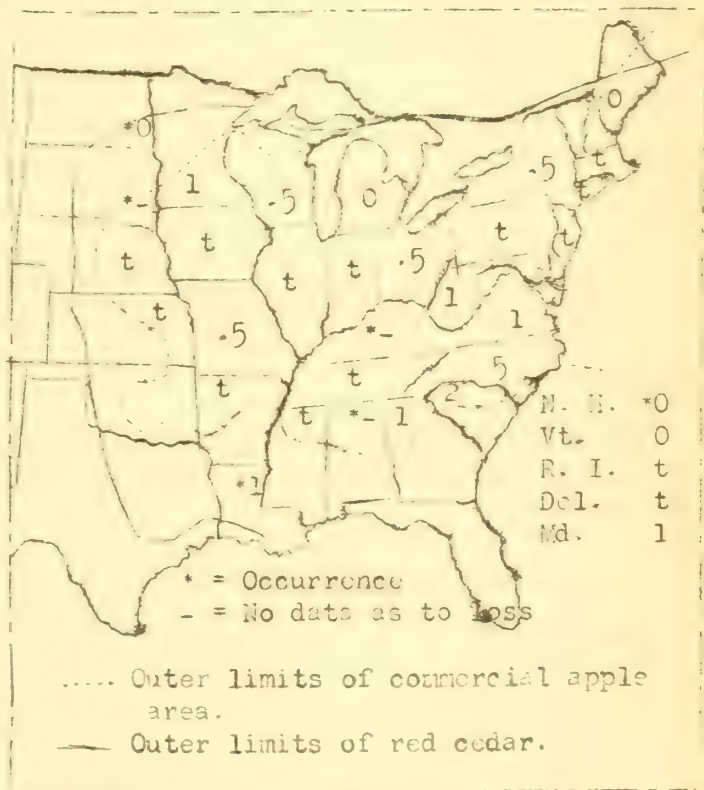 0
*0
1
.5
0
.5
t
*-
t
t
t
t
t
t
.5
t
1
1
.5
*-
t
5
2
t
t
*- 1
*1
N. H. *0
Vt. 0
R. I. t
Del. t
Md. 1
* = Occurrence
- = No data as to loss
..... Outer limits of commercial apple
area.
— Outer limits of red cedar.